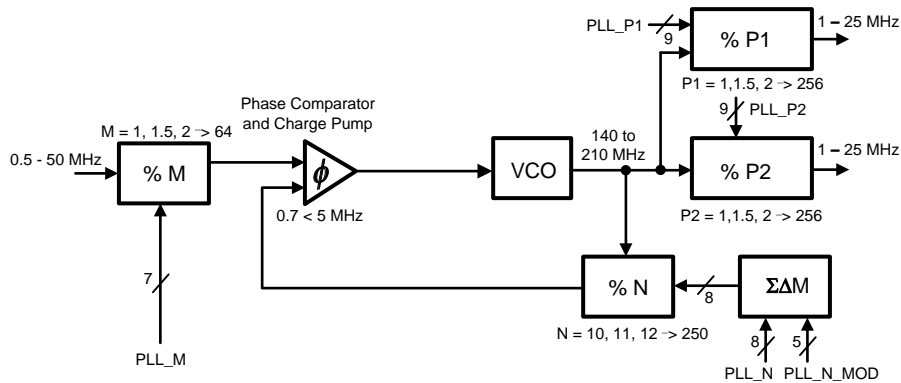 PLL_P1
9
% P1
1 – 25 MHz
P1 = 1,1.5, 2 -> 256
9
PLL_P2
Phase Comparator
and Charge Pump
M = 1, 1.5, 2 -> 64
0.5 - 50 MHz
% M
ϕ
0.7 < 5 MHz
VCO
140 to
210 MHz
% P2
1 – 25 MHz
P2 = 1,1.5, 2 -> 256
7
PLL_M
% N
8
ΣΔM
N = 10, 11, 12 -> 250
8
5
PLL_N
PLL_N_MOD